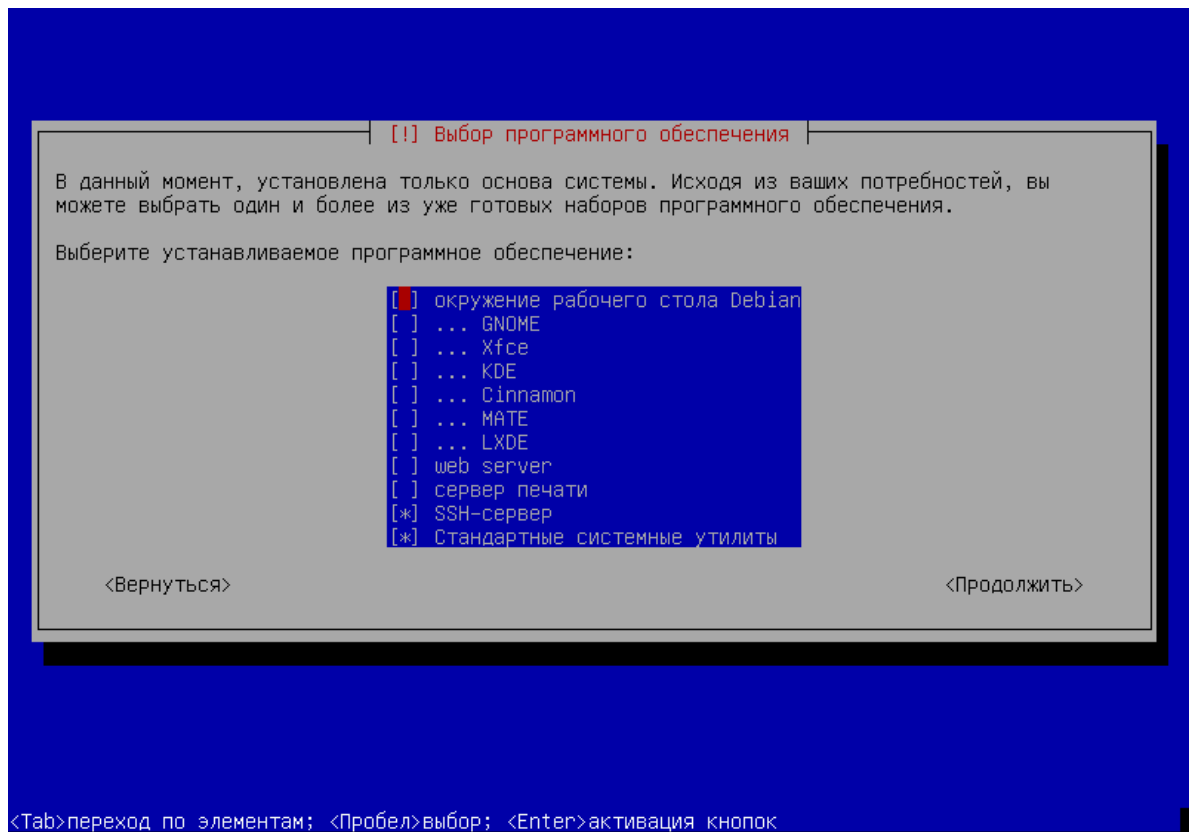 [!] Выбор программного обеспечения
В данный момент, установлена только основа системы. Исходя из ваших потребностей, вы
можете выбрать один и более из уже готовых наборов программного обеспечения.
Выберите устанавливаемое программное обеспечение:
[ ] окружение рабочего стола Debian
[ ] ... GNOME
[ ] ... Xfce
[ ] ... KDE
[ ] ... Cinnamon
[ ] ... MATE
[ ] ... LXDE
[ ] web server
[ ] сервер печати
[*] SSH-сервер
[*] Стандартные системные утилиты
<Вернуться> <Продолжить>
<Tab>переход по элементам; <Пробел>выбор; <Enter>активация кнопок